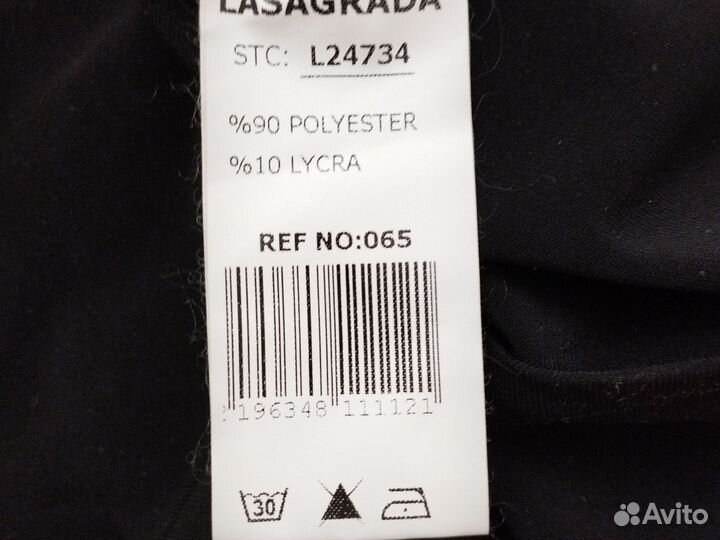 LASAGRADA
STC: L24734
%90 POLYESTER
%10 LYCRA
REF NO:065
196348 111121
30
Avito